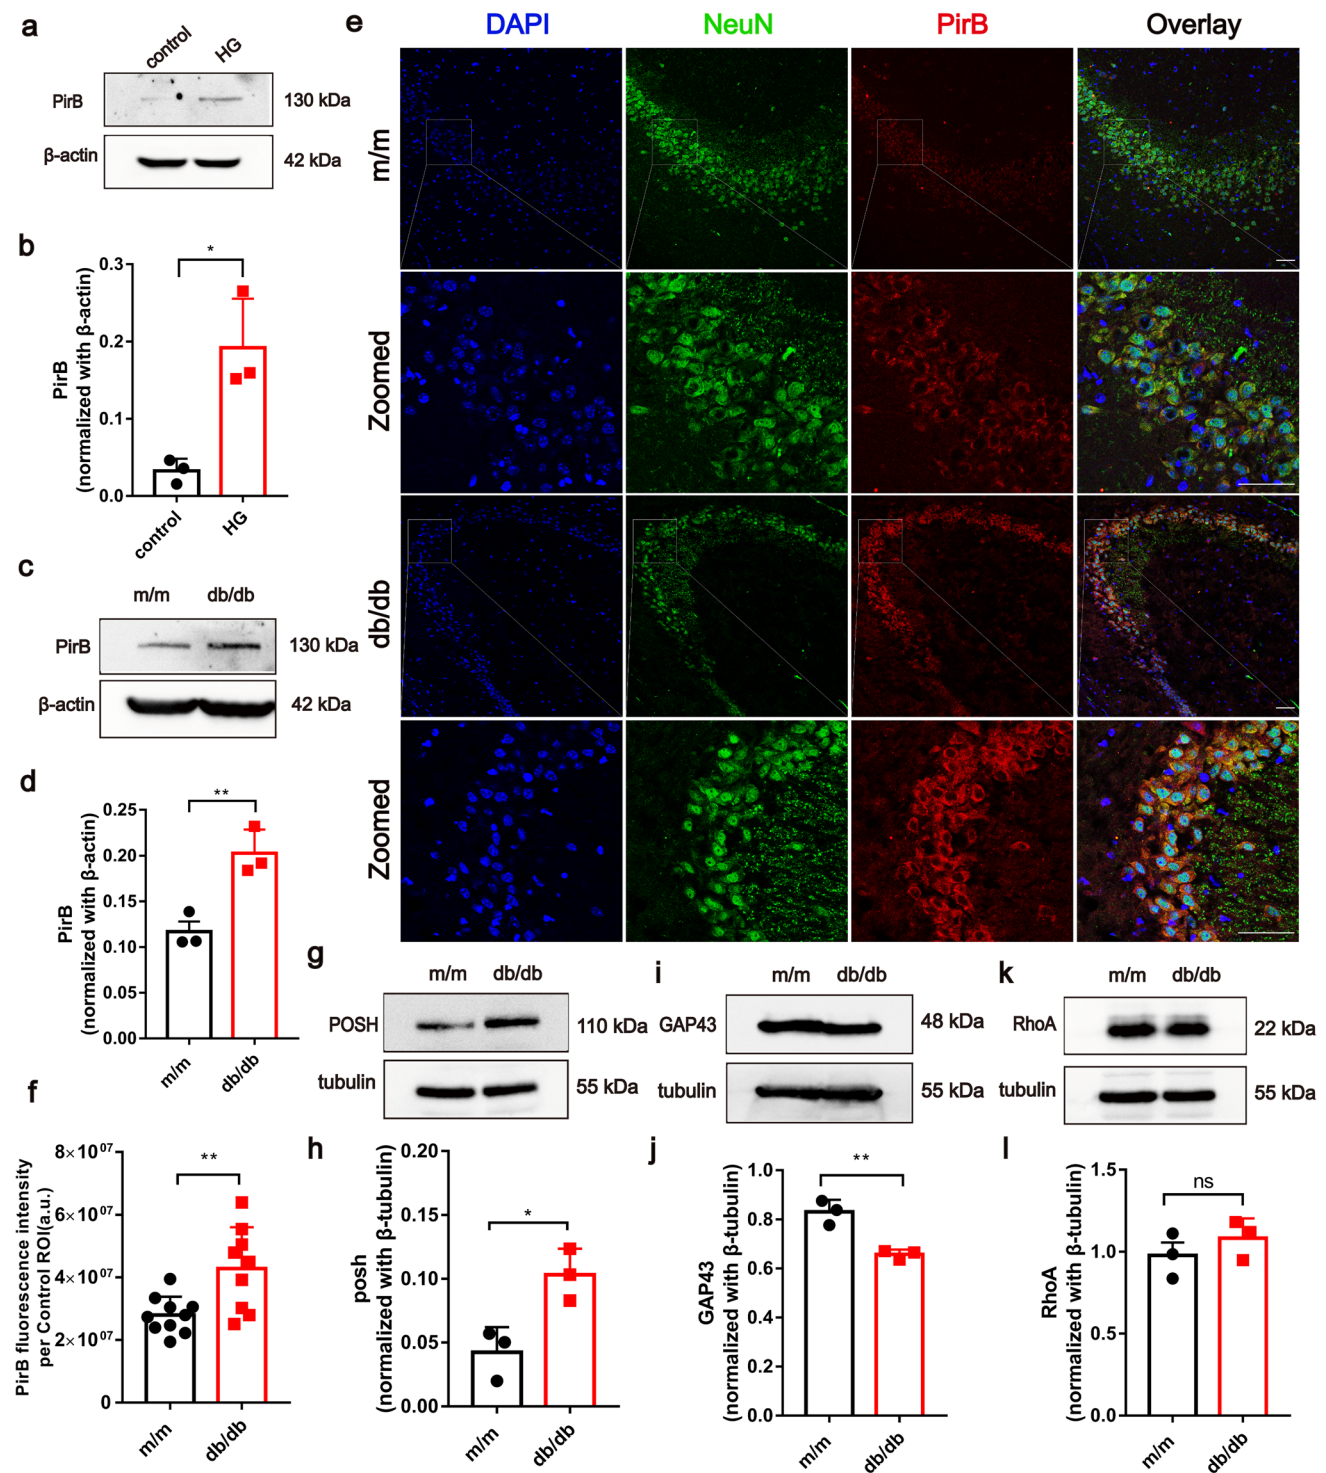 a
control
HG
PirB
130 kDa
β-actin
42 kDa
b
*
PirB
(normalized with β-actin)
0.3
0.2
0.1
0.0
control
HG
c
m/m
db/db
PirB
130 kDa
β-actin
42 kDa
d
**
PirB
(normalized with β-actin)
0.25
0.20
0.15
0.10
0.05
0.00
m/m
db/db
e
DAPI
NeuN
PirB
Overlay
m/m
Zoomed
db/db
Zoomed
f
**
PirB fluorescence intensity
per Control ROI(a.u.)
8×10⁰⁷
6×10⁰⁷
4×10⁰⁷
2×10⁰⁷
0
m/m
db/db
g
m/m
db/db
POSH
110 kDa
tubulin
55 kDa
h
*
posh
(normalized with β-tubulin)
0.20
0.15
0.10
0.05
0.00
m/m
db/db
i
m/m
db/db
GAP43
48 kDa
tubulin
55 kDa
j
**
GAP43
(normalized with β-tubulin)
1.0
0.8
0.6
0.4
0.2
0.0
m/m
db/db
k
m/m
db/db
RhoA
22 kDa
tubulin
55 kDa
l
ns
RhoA
(normalized with β-tubulin)
1.5
1.0
0.5
0.0
m/m
db/db